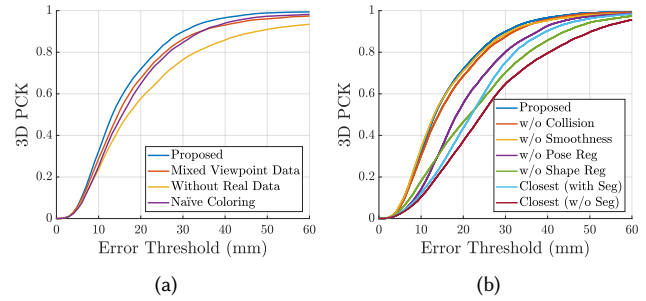 1
0.8
0.6
0.4
0.2
0
3D PCK
0 10 20 30 40 50 60
Error Threshold (mm)
Proposed
Mixed Viewpoint Data
Without Real Data
Naïve Coloring
(a)
1
0.8
0.6
0.4
0.2
0
3D PCK
0 10 20 30 40 50 60
Error Threshold (mm)
Proposed
w/o Collision
w/o Smoothness
w/o Pose Reg
w/o Shape Reg
Closest (with Seg)
Closest (w/o Seg)
(b)